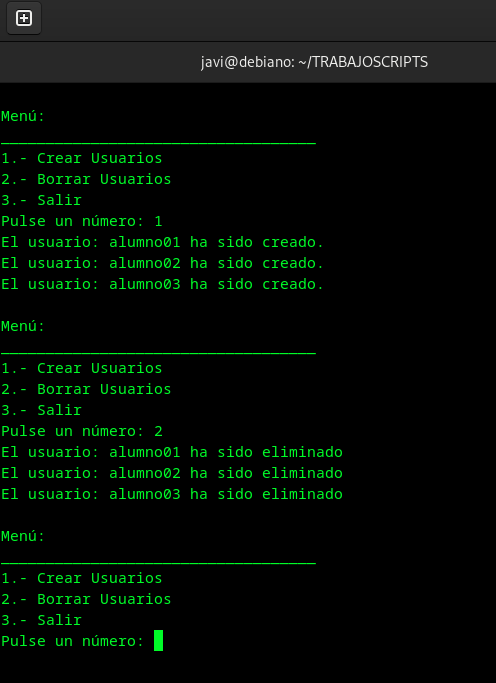 javi@debiano: ~/TRABAJOSCRIPTS
Menú:
___________________________________
1.- Crear Usuarios
2.- Borrar Usuarios
3.- Salir
Pulse un número: 1
El usuario: alumno01 ha sido creado.
El usuario: alumno02 ha sido creado.
El usuario: alumno03 ha sido creado.
Menú:
___________________________________
1.- Crear Usuarios
2.- Borrar Usuarios
3.- Salir
Pulse un número: 2
El usuario: alumno01 ha sido eliminado
El usuario: alumno02 ha sido eliminado
El usuario: alumno03 ha sido eliminado
Menú:
___________________________________
1.- Crear Usuarios
2.- Borrar Usuarios
3.- Salir
Pulse un número: